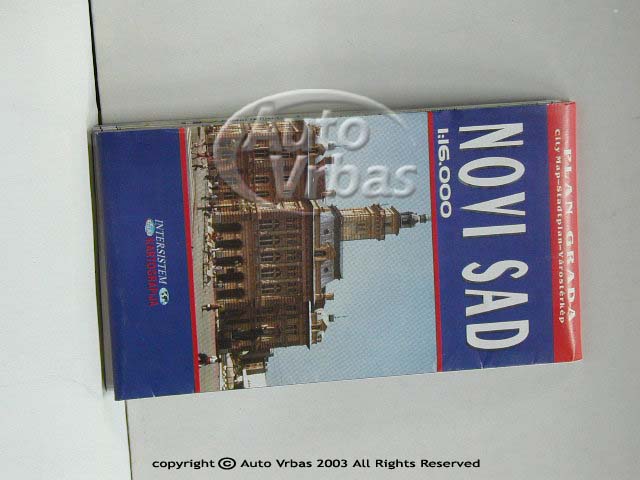 PLAN GRADA
City Map-Stadtplan-Várostérkép
NOVI SAD
1:16.000
INTERSISTEM
KARTOGRAFIJA
Auto
Vrbas
copyright © Auto Vrbas 2003 All Rights Reserved